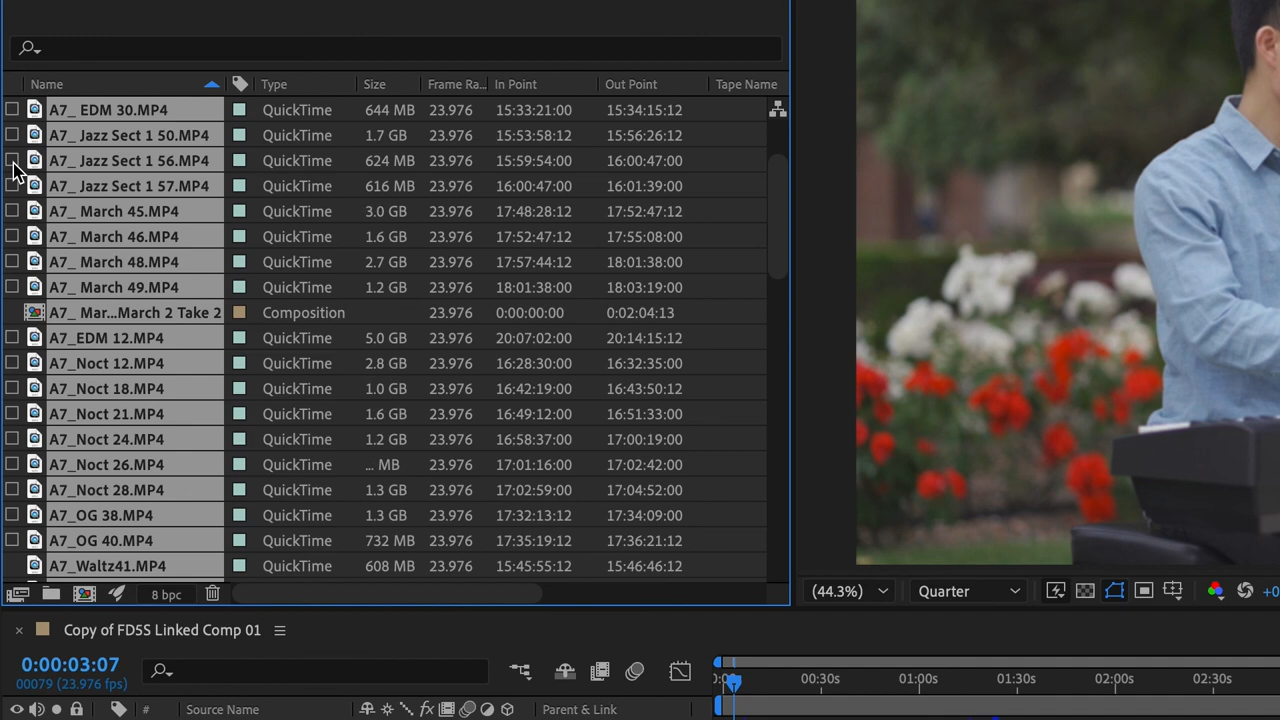 Name Type Size Frame Ra... In Point Out Point Tape Name
A7_ EDM 30.MP4 QuickTime 644 MB 23.976 15:33:21:00 15:34:15:12
A7_ Jazz Sect 1 50.MP4 QuickTime 1.7 GB 23.976 15:53:58:12 15:56:26:12
A7_ Jazz Sect 1 56.MP4 QuickTime 624 MB 23.976 15:59:54:00 16:00:47:00
A7_ Jazz Sect 1 57.MP4 QuickTime 616 MB 23.976 16:00:47:00 16:01:39:00
A7_ March 45.MP4 QuickTime 3.0 GB 23.976 17:48:28:12 17:52:47:12
A7_ March 46.MP4 QuickTime 1.6 GB 23.976 17:52:47:12 17:55:08:00
A7_ March 48.MP4 QuickTime 2.7 GB 23.976 17:57:44:12 18:01:38:00
A7_ March 49.MP4 QuickTime 1.2 GB 23.976 18:01:38:00 18:03:19:00
A7_ Mar...March 2 Take 2 Composition 23.976 0:00:00:00 0:02:04:13
A7_EDM 12.MP4 QuickTime 5.0 GB 23.976 20:07:02:00 20:14:15:12
A7_Noct 12.MP4 QuickTime 2.8 GB 23.976 16:28:30:00 16:32:35:00
A7_Noct 18.MP4 QuickTime 1.0 GB 23.976 16:42:19:00 16:43:50:12
A7_Noct 21.MP4 QuickTime 1.6 GB 23.976 16:49:12:00 16:51:33:00
A7_Noct 24.MP4 QuickTime 1.2 GB 23.976 16:58:37:00 17:00:19:00
A7_Noct 26.MP4 QuickTime ... MB 23.976 17:01:16:00 17:02:42:00
A7_Noct 28.MP4 QuickTime 1.3 GB 23.976 17:02:59:00 17:04:52:00
A7_OG 38.MP4 QuickTime 1.3 GB 23.976 17:32:13:12 17:34:09:00
A7_OG 40.MP4 QuickTime 732 MB 23.976 17:35:19:12 17:36:21:12
A7_Waltz41.MP4 QuickTime 608 MB 23.976 15:45:55:12 15:46:46:12
8 bpc (44.3%) Quarter +0
Copy of FD5S Linked Comp 01
0:00:03:07
00079 (23.976 fps)
00:30s 01:00s 01:30s 02:00s 02:30s
# Source Name fx Parent & Link